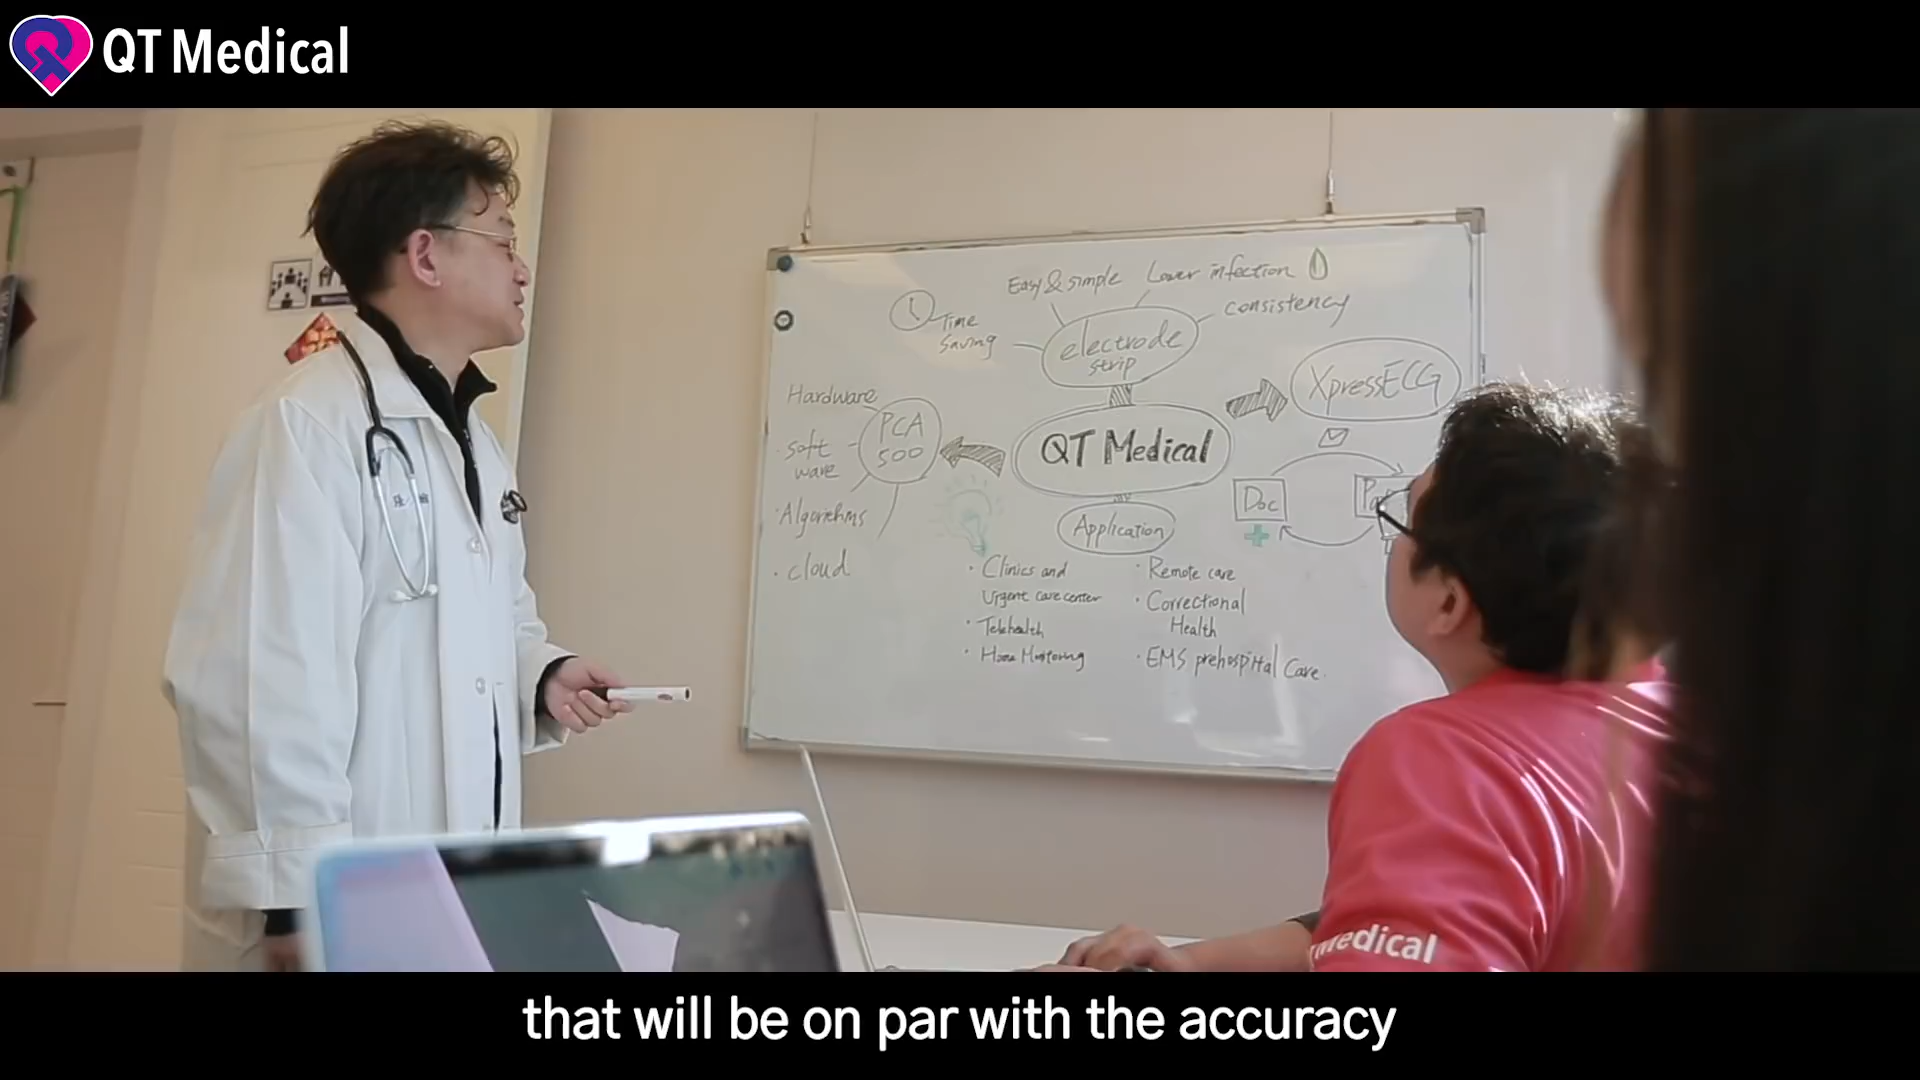 QT Medical
Easy & simple
Lower infection
consistency
Time
Saving
electrode
strip
XpressECG
Hardware
PCA
500
Soft
ware
QT Medical
Doc
Algorithms
Application
cloud
Clinics and
Urgent care center
Telehealth
Home Monitoring
Remote care
Correctional
Health
EMS prehospital Care.
Medical
that will be on par with the accuracy